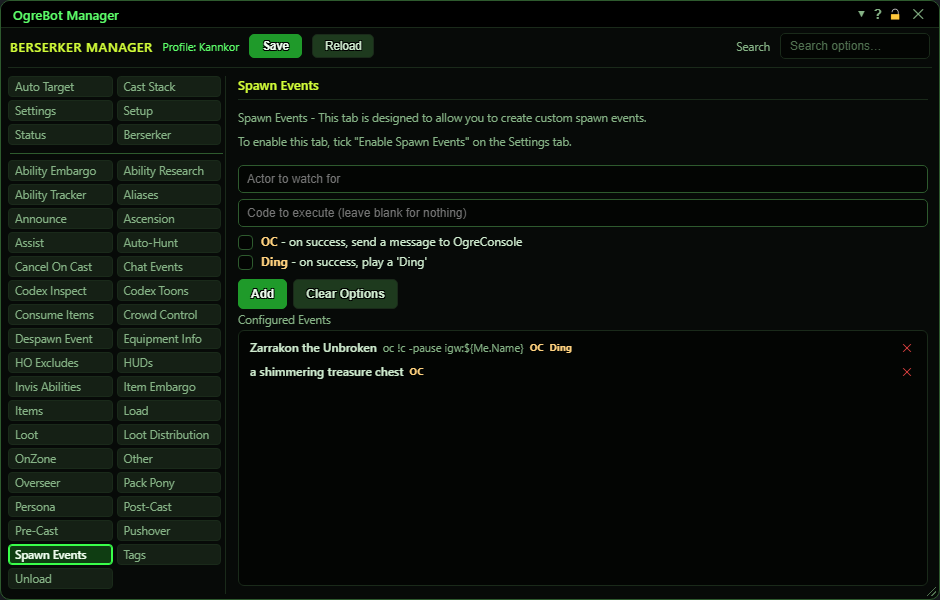 OgreBot Manager
?
BERSERKER MANAGER Profile: Kannkor Save Reload Search Search options...
Auto Target Cast Stack
Settings Setup
Status Berserker
Ability Embargo Ability Research
Ability Tracker Aliases
Announce Ascension
Assist Auto-Hunt
Cancel On Cast Chat Events
Codex Inspect Codex Toons
Consume Items Crowd Control
Despawn Event Equipment Info
HO Excludes HUDs
Invis Abilities Item Embargo
Items Load
Loot Loot Distribution
OnZone Other
Overseer Pack Pony
Persona Post-Cast
Pre-Cast Pushover
Spawn Events Tags
Unload
Spawn Events
Spawn Events - This tab is designed to allow you to create custom spawn events.
To enable this tab, tick "Enable Spawn Events" on the Settings tab.
Actor to watch for
Code to execute (leave blank for nothing)
OC - on success, send a message to OgreConsole
Ding - on success, play a 'Ding'
Add Clear Options
Configured Events
Zarrakon the Unbroken oc !c -pause igw:${Me.Name} OC Ding
a shimmering treasure chest OC